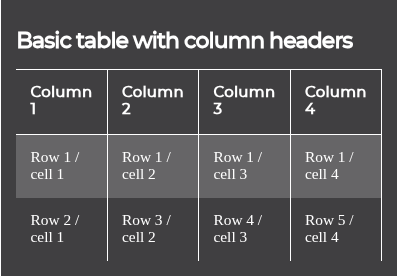 Basic table with column headers
Column 1 Column 2 Column 3 Column 4
Row 1 / cell 1 Row 1 / cell 2 Row 1 / cell 3 Row 1 / cell 4
Row 2 / cell 1 Row 3 / cell 2 Row 4 / cell 3 Row 5 / cell 4